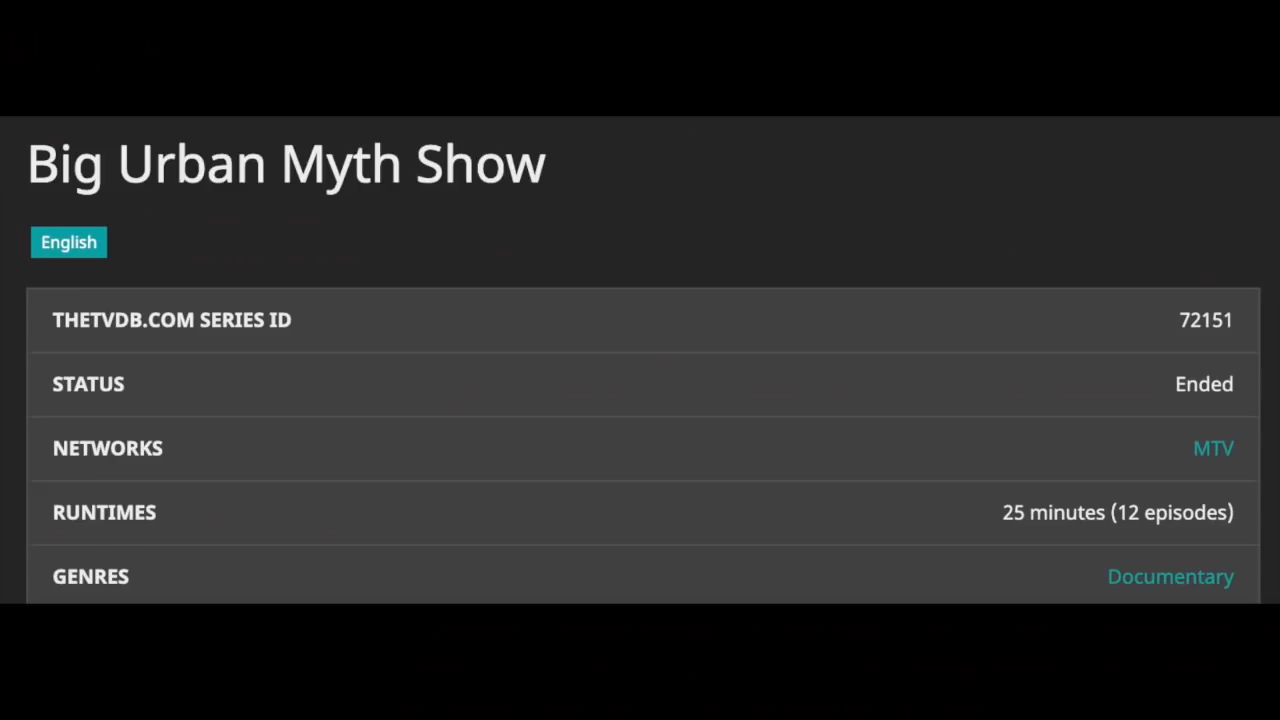 Big Urban Myth Show
English
THETVDB.COM SERIES ID 72151
STATUS Ended
NETWORKS MTV
RUNTIMES 25 minutes (12 episodes)
GENRES Documentary